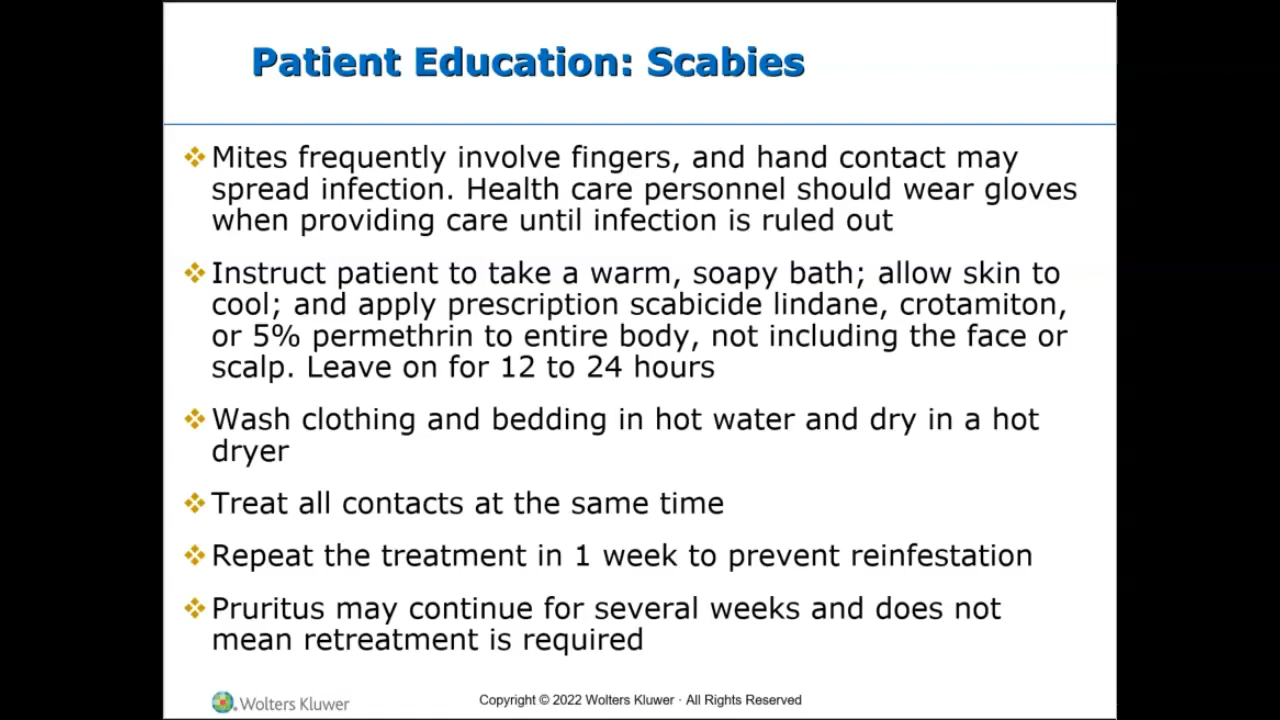 Patient Education: Scabies
Mites frequently involve fingers, and hand contact may
spread infection. Health care personnel should wear gloves
when providing care until infection is ruled out
Instruct patient to take a warm, soapy bath; allow skin to
cool; and apply prescription scabicide lindane, crotamiton,
or 5% permethrin to entire body, not including the face or
scalp. Leave on for 12 to 24 hours
Wash clothing and bedding in hot water and dry in a hot
dryer
Treat all contacts at the same time
Repeat the treatment in 1 week to prevent reinfestation
Pruritus may continue for several weeks and does not
mean retreatment is required
Wolters Kluwer
Copyright © 2022 Wolters Kluwer · All Rights Reserved